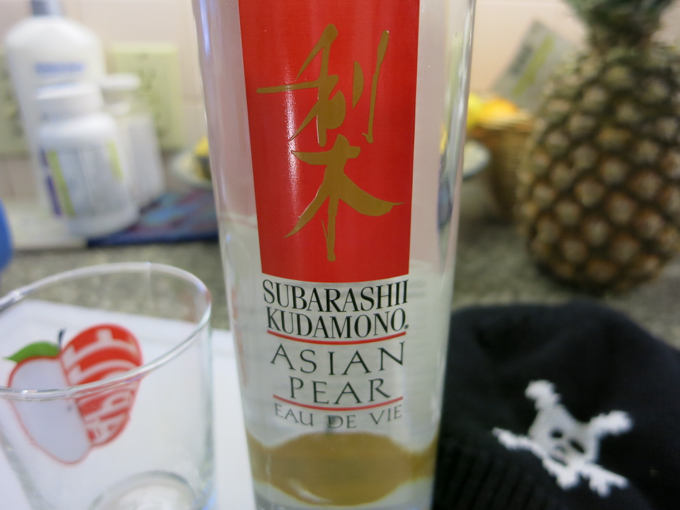 梨
SUBARASHII
KUDAMONO®
ASIAN
PEAR
EAU DE VIE